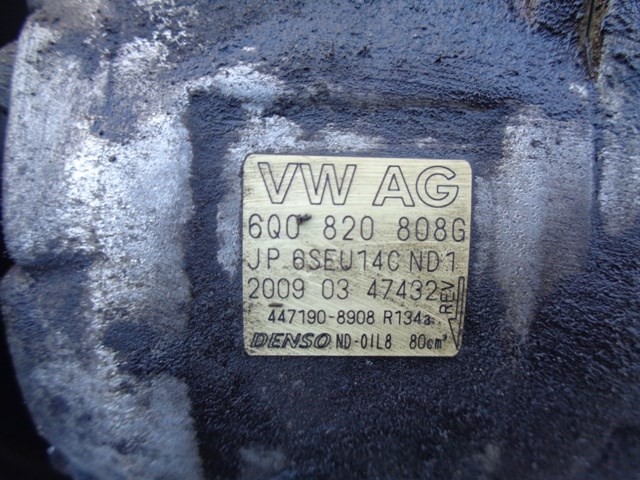 VW AG
6Q0 820 808G
JP 6SEU14C ND1
2009 03 47432
REV
447190-8908 R134a
DENSO ND-OIL8 80cm³